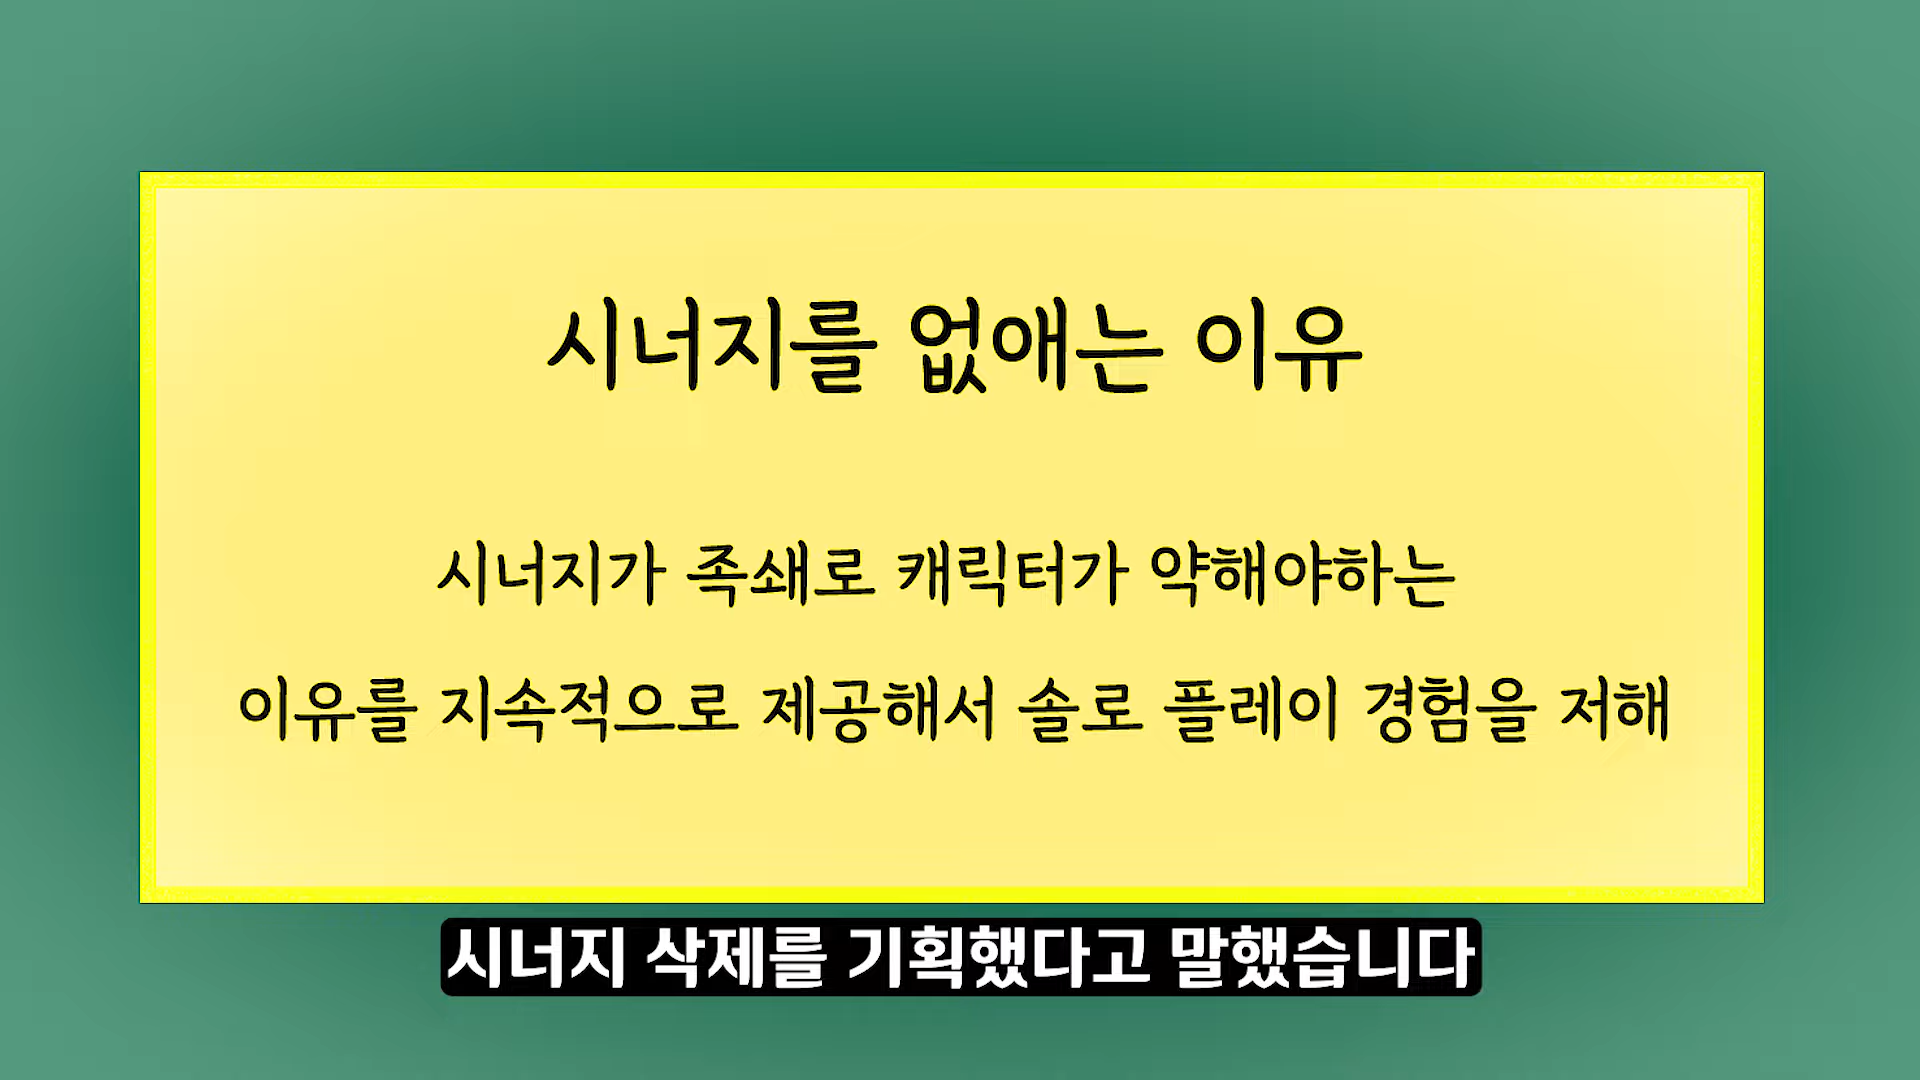 시너지를 없애는 이유
시너지가 족쇄로 캐릭터가 약해야하는
이유를 지속적으로 제공해서 솔로 플레이 경험을 저해
시너지 삭제를 기획했다고 말했습니다